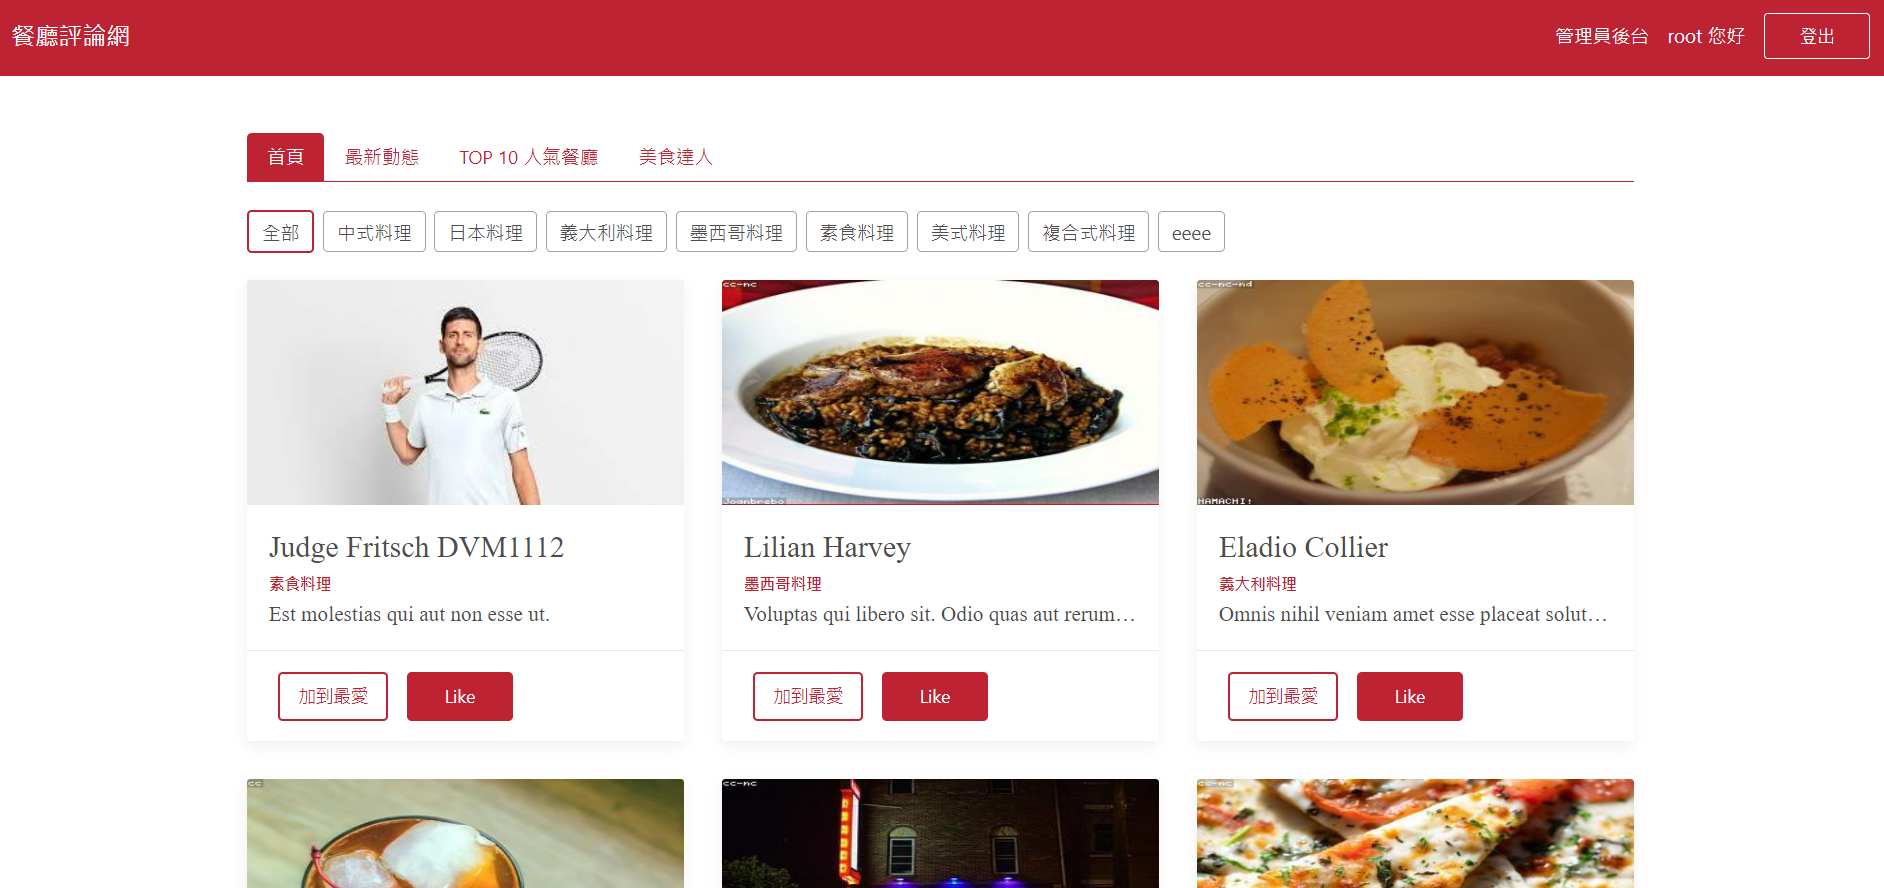 餐廳評論網
管理員後台 root 您好 登出
首頁 最新動態 TOP 10 人氣餐廳 美食達人
全部 中式料理 日本料理 義大利料理 墨西哥料理 素食料理 美式料理 複合式料理 eeee
cc-nc
cc-nc-nd
Joanbrebo
HAMACHI!
Judge Fritsch DVM1112
素食料理
Est molestias qui aut non esse ut.
加到最愛 Like
Lilian Harvey
墨西哥料理
Voluptas qui libero sit. Odio quas aut rerum…
加到最愛 Like
Eladio Collier
義大利料理
Omnis nihil veniam amet esse placeat solut…
加到最愛 Like
cc
cc-nc
cc-nc